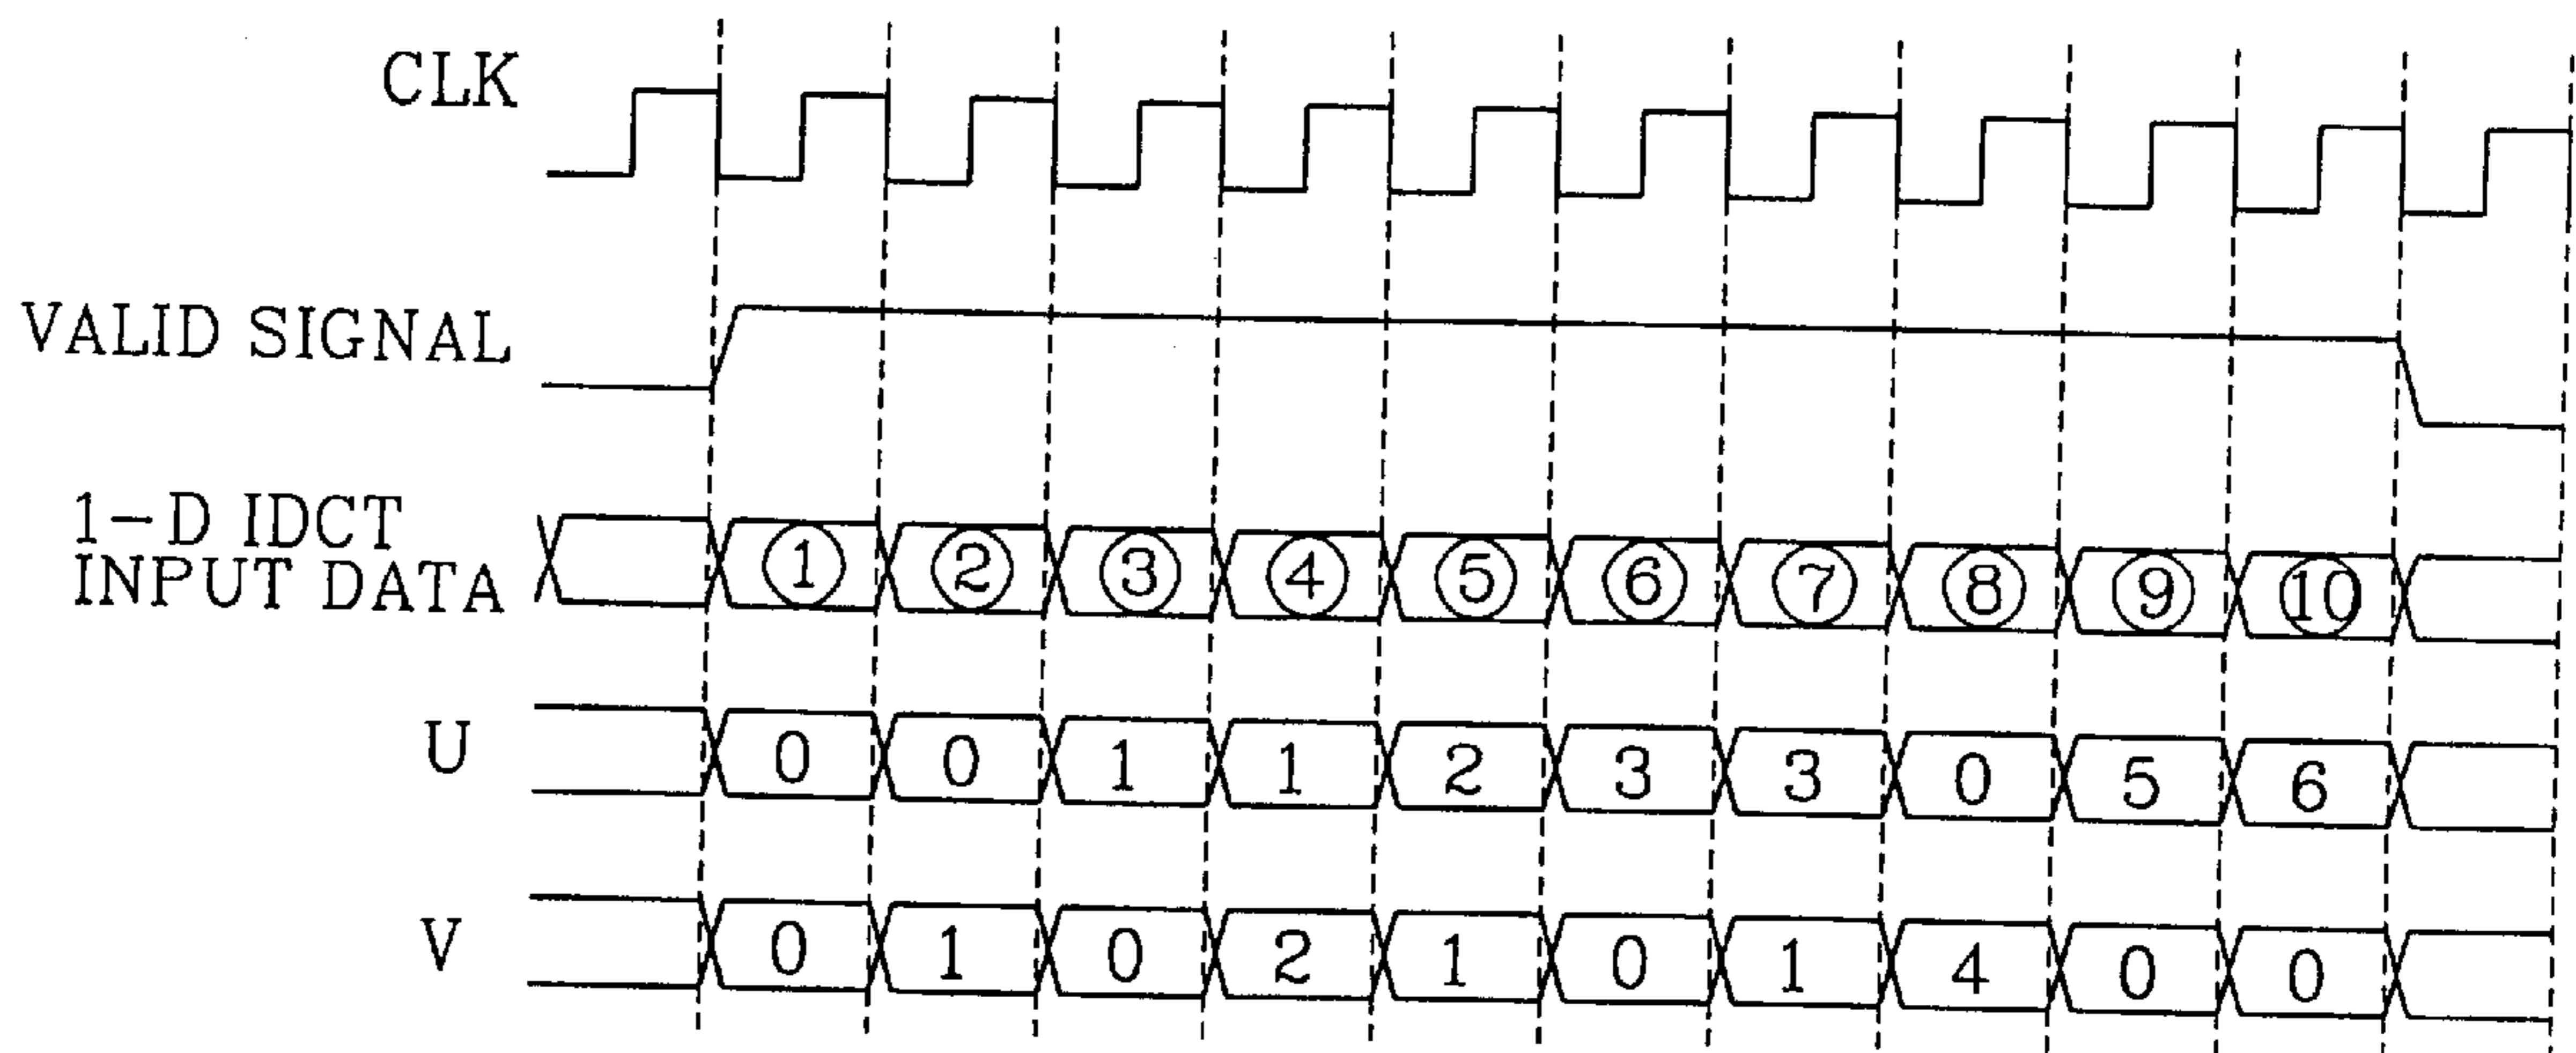 CLK
VALID SIGNAL
1-D IDCT
INPUT DATA
① ② ③ ④ ⑤ ⑥ ⑦ ⑧ ⑨ ⑩
U 0 0 1 1 2 3 3 0 5 6
V 0 1 0 2 1 0 1 4 0 0